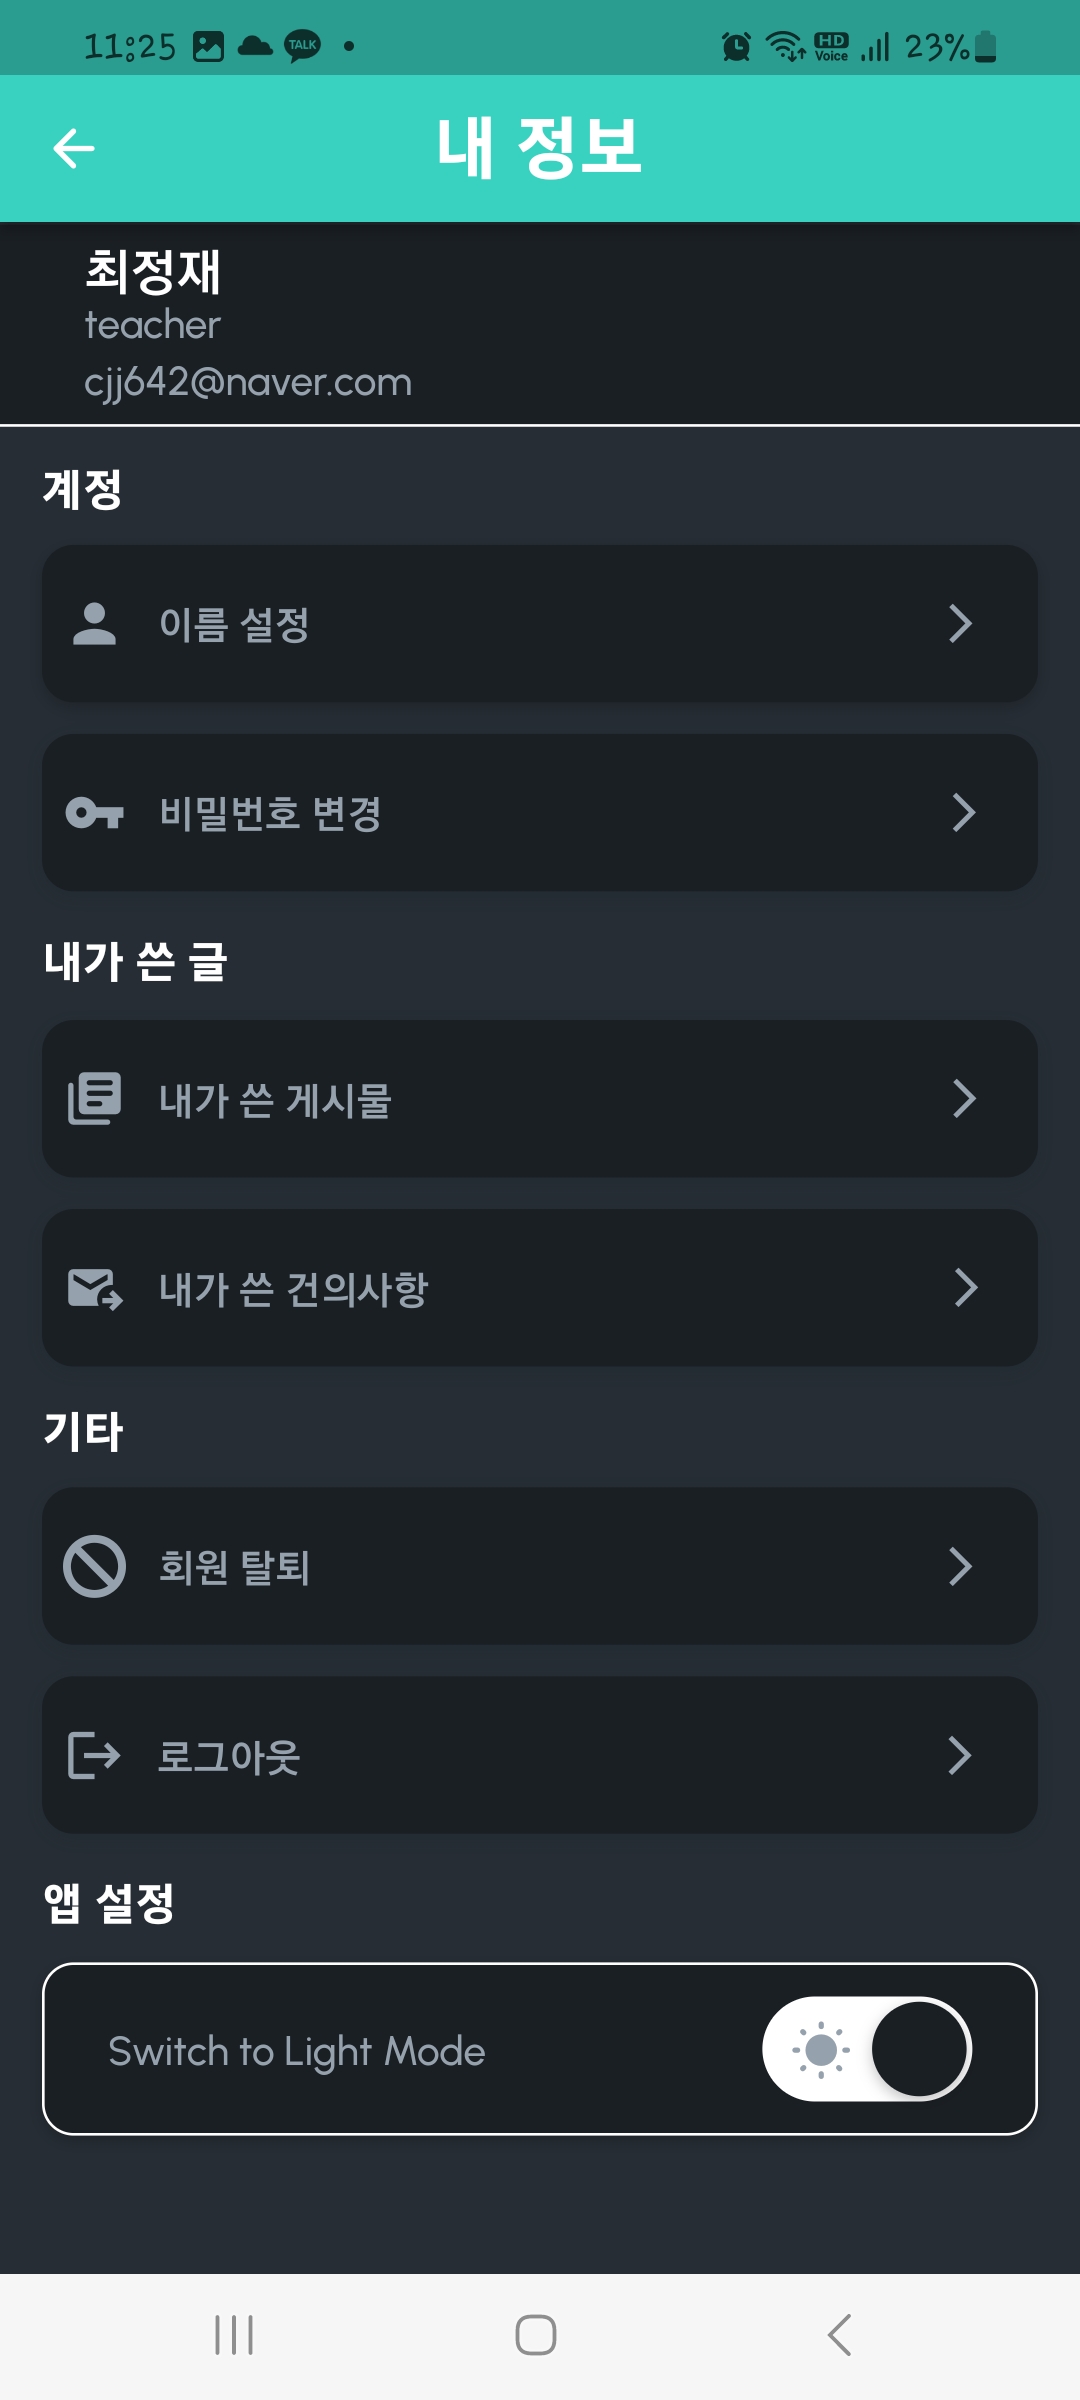 11:25 TALK HD Voice 23%
내 정보
최정재
teacher
cjj642@naver.com
계정
이름 설정
비밀번호 변경
내가 쓴 글
내가 쓴 게시물
내가 쓴 건의사항
기타
회원 탈퇴
로그아웃
앱 설정
Switch to Light Mode